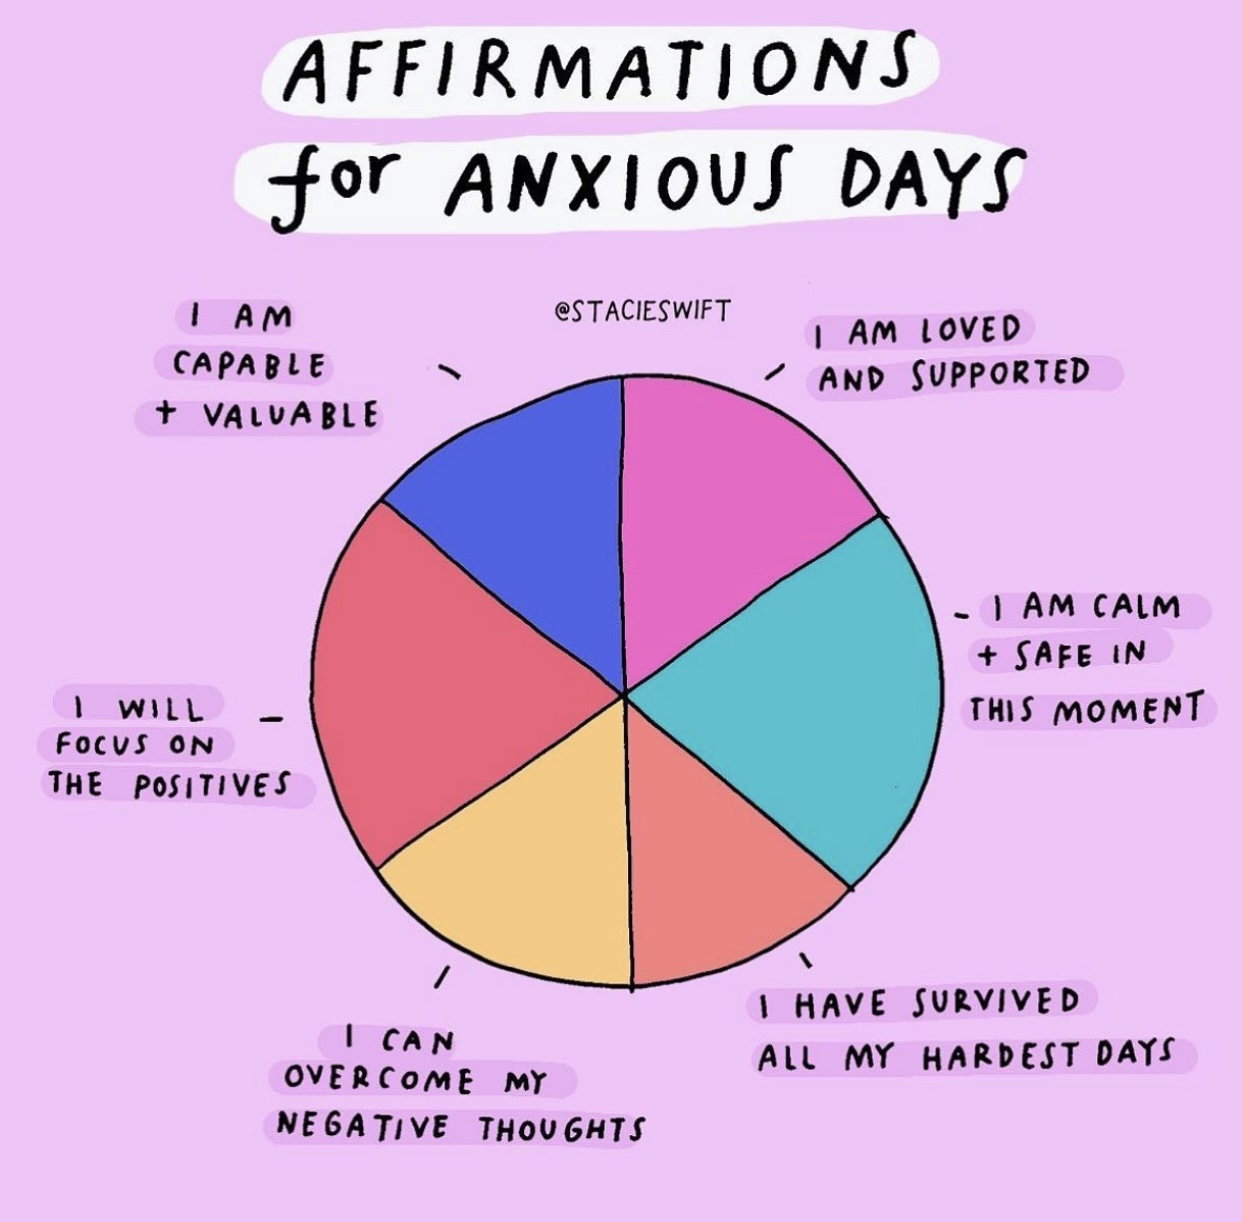 AFFIRMATIONS
for ANXIOUS DAYS
@STACIESWIFT
I AM
CAPABLE
+ VALUABLE
I AM LOVED
AND SUPPORTED
I AM CALM
+ SAFE IN
THIS MOMENT
I WILL
FOCUS ON
THE POSITIVES
I HAVE SURVIVED
ALL MY HARDEST DAYS
I CAN
OVERCOME MY
NEGATIVE THOUGHTS